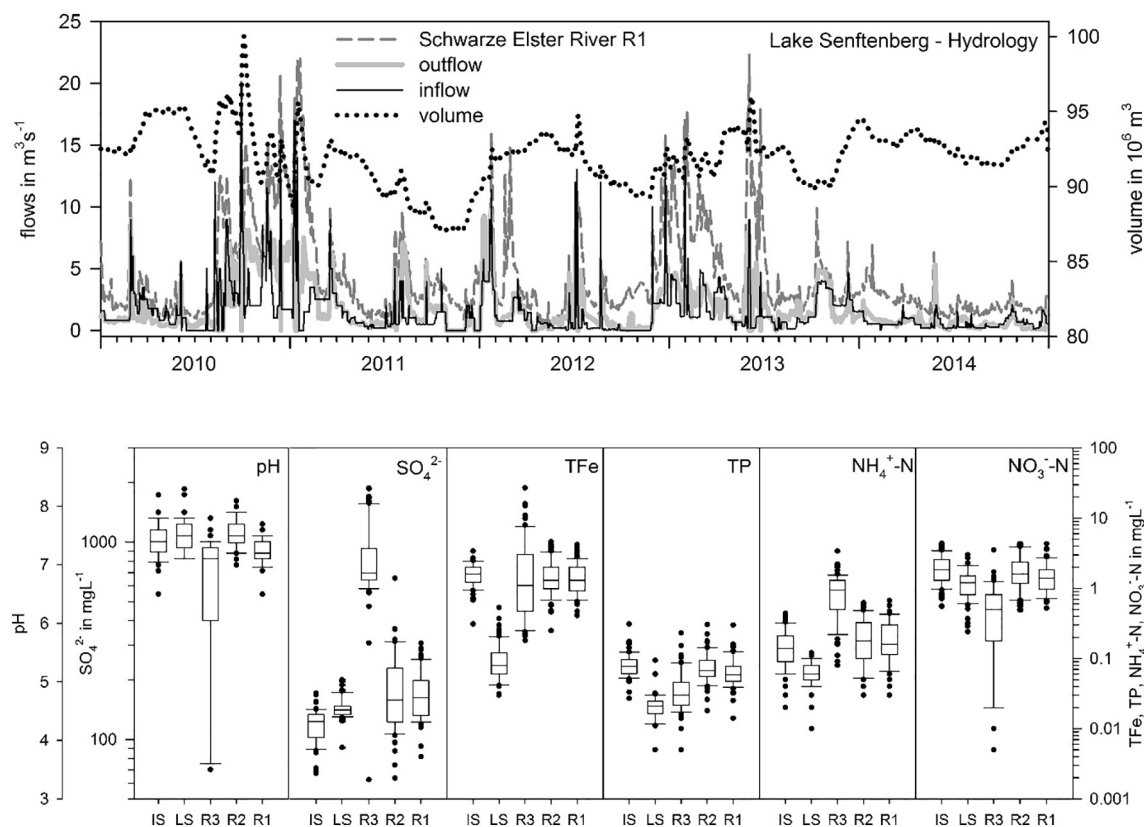 Lake Senftenberg - Hydrology
Schwarze Elster River R1
outflow
inflow
volume
flows in m³s⁻¹
25
20
15
10
5
0
volume in 10⁶ m³
100
95
90
85
80
2010 2011 2012 2013 2014
pH SO₄²⁻ TFe TP NH₄⁺-N NO₃⁻-N
pH
9
8
7
6
5
4
3
SO₄²⁻ in mgL⁻¹
1000
100
TFe, TP, NH₄⁺-N, NO₃⁻-N in mgL⁻¹
100
10
1
0.1
0.01
0.001
IS LS R3 R2 R1 IS LS R3 R2 R1 IS LS R3 R2 R1 IS LS R3 R2 R1 IS LS R3 R2 R1 IS LS R3 R2 R1